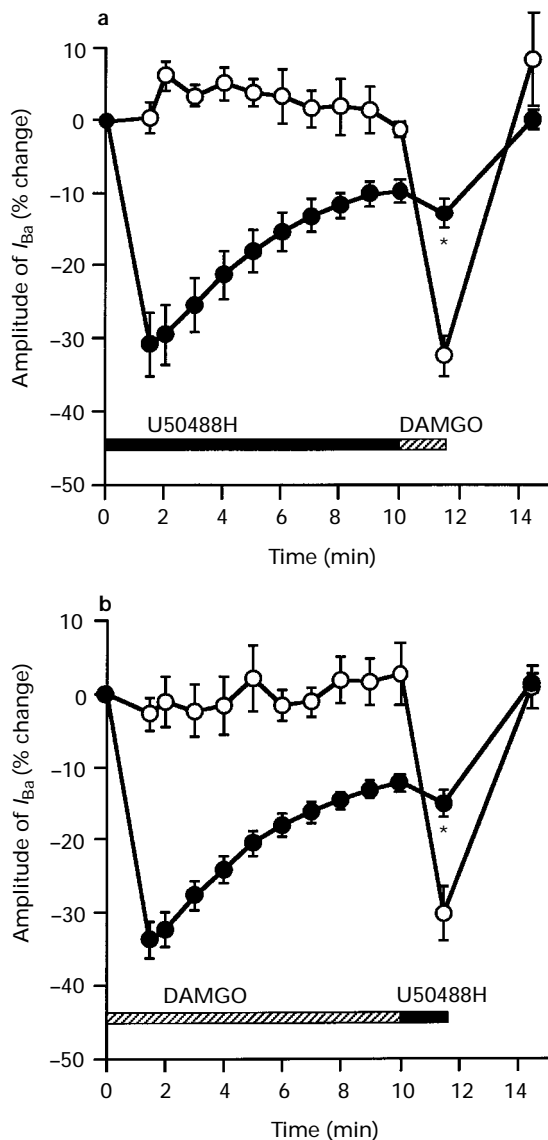 a
10
0
−10
−20
−30
−40
−50
Amplitude of I_Ba (% change)
*
U50488H DAMGO
0 2 4 6 8 10 12 14
Time (min)
b
10
0
−10
−20
−30
−40
−50
Amplitude of I_Ba (% change)
*
DAMGO U50488H
0 2 4 6 8 10 12 14
Time (min)